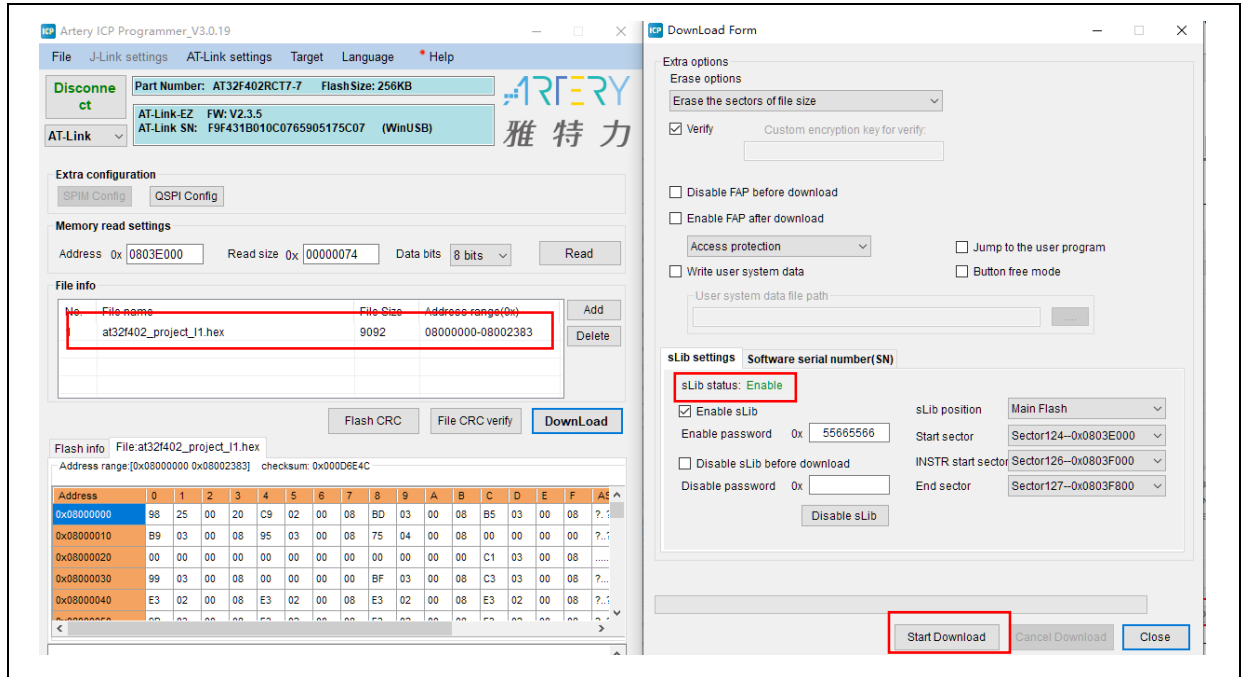 Artery ICP Programmer_V3.0.19
File J-Link settings AT-Link settings Target Language * Help
Disconnect
Part Number: AT32F402RCT7-7 FlashSize: 256KB
AT-Link
AT-Link-EZ FW: V2.3.5
AT-Link SN: F9F431B010C0765905175C07 (WinUSB)
ARTERY
雅特力
Extra configuration
SPIM Config QSPI Config
Memory read settings
Address 0x 0803E000 Read size 0x 00000074 Data bits 8 bits Read
File info
No. File name File Size Address range(0x)
1 at32f402_project_l1.hex 9092 08000000-08002383
Add
Delete
Flash CRC File CRC verify DownLoad
Flash info File:at32f402_project_l1.hex
Address range:[0x08000000 0x08002383] checksum: 0x000D6E4C
Address 0 1 2 3 4 5 6 7 8 9 A B C D E F
0x08000000 98 25 00 20 C9 02 00 08 BD 03 00 08 B5 03 00 08 ?.
0x08000010 B9 03 00 08 95 03 00 08 75 04 00 08 00 00 00 00 ?..
0x08000020 00 00 00 00 00 00 00 00 00 00 00 00 C1 03 00 08 .....
0x08000030 99 03 00 08 00 00 00 00 BF 03 00 08 C3 03 00 08 ?...
0x08000040 E3 02 00 08 E3 02 00 08 E3 02 00 08 E3 02 00 08 ?..
DownLoad Form
Extra options
Erase options
Erase the sectors of file size
Verify Custom encryption key for verify:
Disable FAP before download
Enable FAP after download
Access protection Jump to the user program
Write user system data Button free mode
User system data file path
....
sLib settings Software serial number(SN)
sLib status: Enable
Enable sLib sLib position Main Flash
Enable password 0x 55665566 Start sector Sector124--0x0803E000
Disable sLib before download INSTR start sector Sector126--0x0803F000
Disable password 0x End sector Sector127--0x0803F800
Disable sLib
Start Download Cancel Download Close